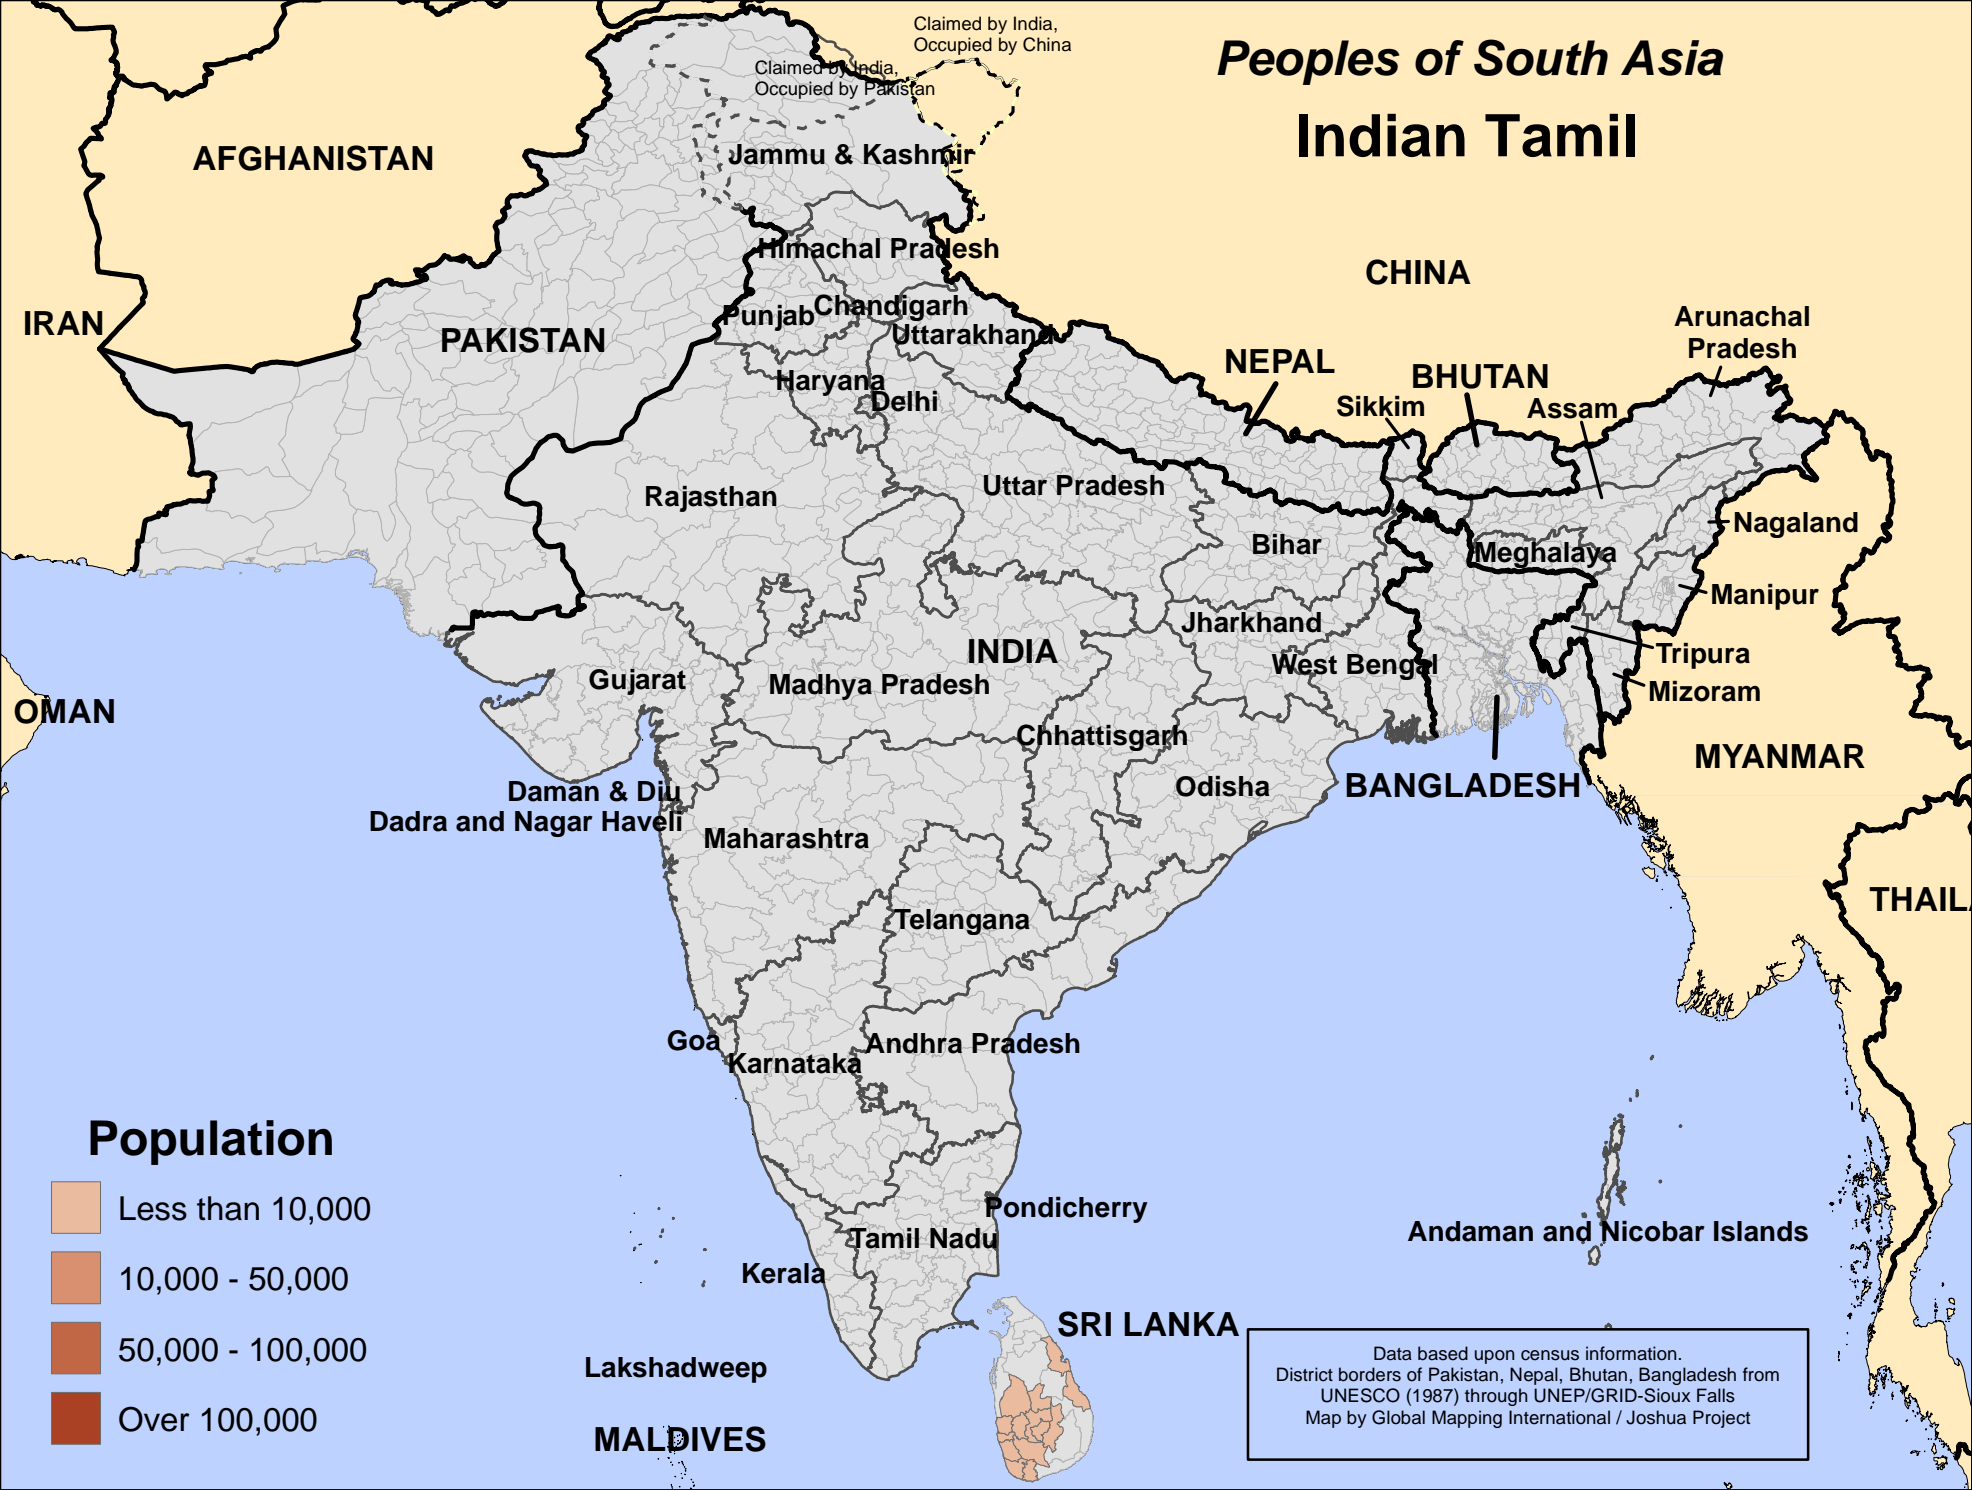 Claimed by India,
Occupied by China
Peoples of South Asia
Indian Tamil
Claimed by India,
Occupied by Pakistan
AFGHANISTAN
Jammu & Kashmir
Himachal Pradesh
CHINA
IRAN
PAKISTAN
Punjab
Chandigarh
Uttarakhand
Arunachal
Pradesh
NEPAL
BHUTAN
Haryana
Delhi
Sikkim
Assam
Rajasthan
Uttar Pradesh
Bihar
Meghalaya
Nagaland
Manipur
Jharkhand
INDIA
West Bengal
Tripura
Mizoram
Gujarat
Madhya Pradesh
OMAN
Chhattisgarh
MYANMAR
Odisha
BANGLADESH
Daman & Diu
Dadra and Nagar Haveli
Maharashtra
THAILA
Telangana
Goa
Karnataka
Andhra Pradesh
Population
Less than 10,000
10,000 - 50,000
50,000 - 100,000
Over 100,000
Pondicherry
Tamil Nadu
Kerala
Andaman and Nicobar Islands
SRI LANKA
Lakshadweep
MALDIVES
Data based upon census information.
District borders of Pakistan, Nepal, Bhutan, Bangladesh from
UNESCO (1987) through UNEP/GRID-Sioux Falls
Map by Global Mapping International / Joshua Project